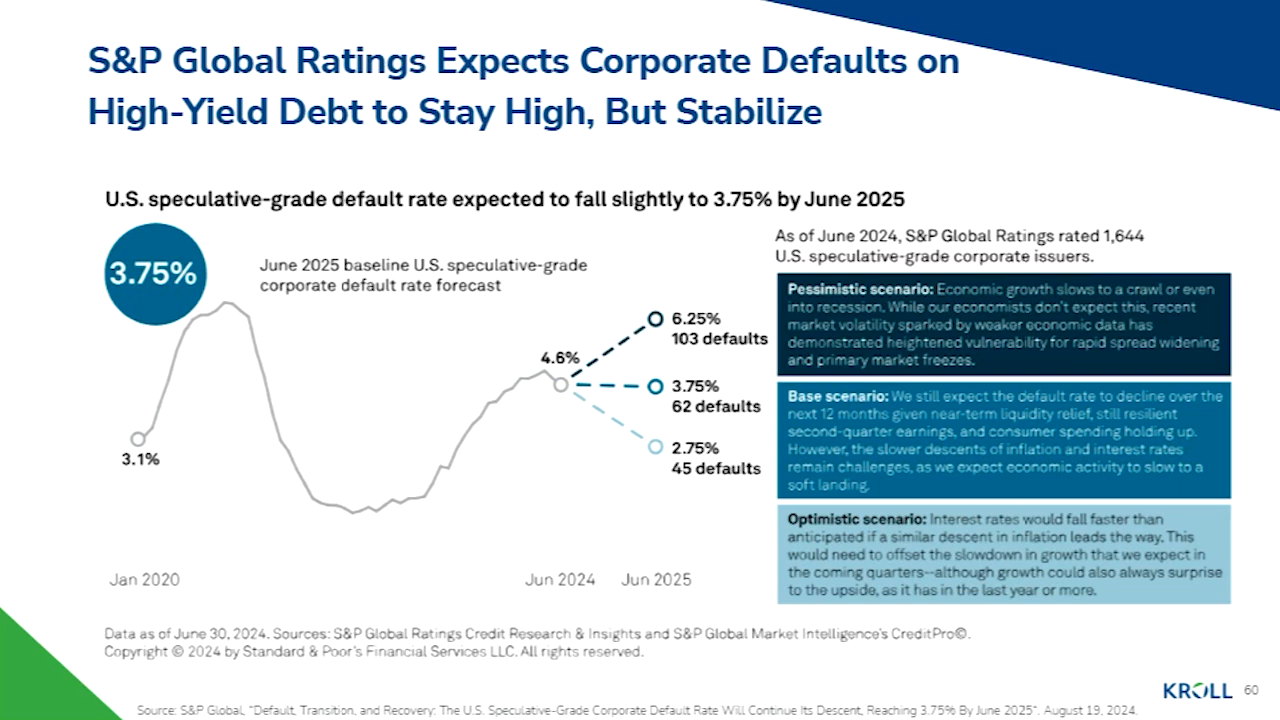 S&P Global Ratings Expects Corporate Defaults on
High-Yield Debt to Stay High, But Stabilize
U.S. speculative-grade default rate expected to fall slightly to 3.75% by June 2025
3.75%
June 2025 baseline U.S. speculative-grade
corporate default rate forecast
3.1%
4.6%
6.25%
103 defaults
3.75%
62 defaults
2.75%
45 defaults
Jan 2020
Jun 2024
Jun 2025
As of June 2024, S&P Global Ratings rated 1,644
U.S. speculative-grade corporate issuers.
Pessimistic scenario: Economic growth slows to a crawl or even
into recession. While our economists don't expect this, recent
market volatility sparked by weaker economic data has
demonstrated heightened vulnerability for rapid spread widening
and primary market freezes.
Base scenario: We still expect the default rate to decline over the
next 12 months given near-term liquidity relief, still resilient
second-quarter earnings, and consumer spending holding up.
However, the slower descents of inflation and interest rates
remain challenges, as we expect economic activity to slow to a
soft landing.
Optimistic scenario: Interest rates would fall faster than
anticipated if a similar descent in inflation leads the way. This
would need to offset the slowdown in growth that we expect in
the coming quarters--although growth could also always surprise
to the upside, as it has in the last year or more.
Data as of June 30, 2024. Sources: S&P Global Ratings Credit Research & Insights and S&P Global Market Intelligence's CreditPro©.
Copyright © 2024 by Standard & Poor's Financial Services LLC. All rights reserved.
KROLL
60
Source: S&P Global, "Default, Transition, and Recovery: The U.S. Speculative-Grade Corporate Default Rate Will Continue Its Descent, Reaching 3.75% By June 2025", August 19, 2024.